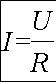 I = U/R